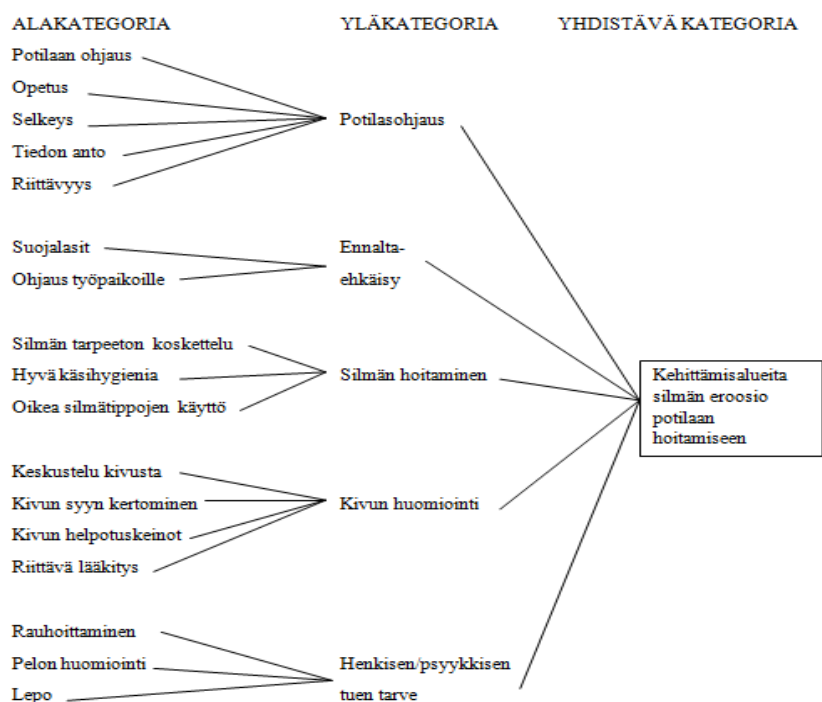 ALAKATEGORIA YLÄKATEGORIA YHDISTÄVÄ KATEGORIA
Potilaan ohjaus
Opetus
Selkeys Potilasohjaus
Tiedon anto
Riittävyys
Suojalasit Ennalta-
Ohjaus työpaikoille ehkäisy
Silmän tarpeeton koskettelu
Hyvä käsihygienia Silmän hoitaminen
Oikea silmätippojen käyttö
Kehittämisalueita
silmän eroosio
potilaan
hoitamiseen
Keskustelu kivusta
Kivun syyn kertominen Kivun huomiointi
Kivun helpotuskeinot
Riittävä lääkitys
Rauhoittaminen
Pelon huomiointi Henkisen/psyykkisen
Lepo tuen tarve